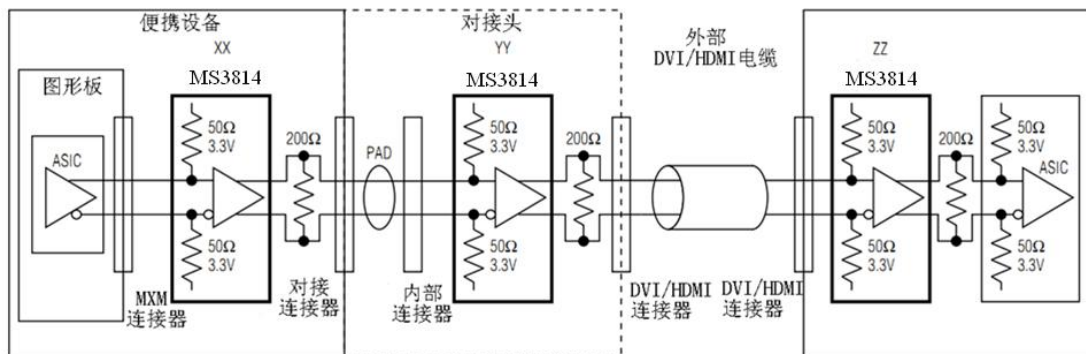 便携设备
XX
MS3814
图形板
ASIC
50Ω
3.3V
50Ω
3.3V
200Ω
MXM
连接器
对接
连接器
对接头
YY
MS3814
PAD
50Ω
3.3V
50Ω
3.3V
200Ω
内部
连接器
外部
DVI/HDMI电缆
DVI/HDMI
连接器
DVI/HDMI
连接器
ZZ
MS3814
50Ω
3.3V
50Ω
3.3V
200Ω
50Ω
3.3V
ASIC
50Ω
3.3V